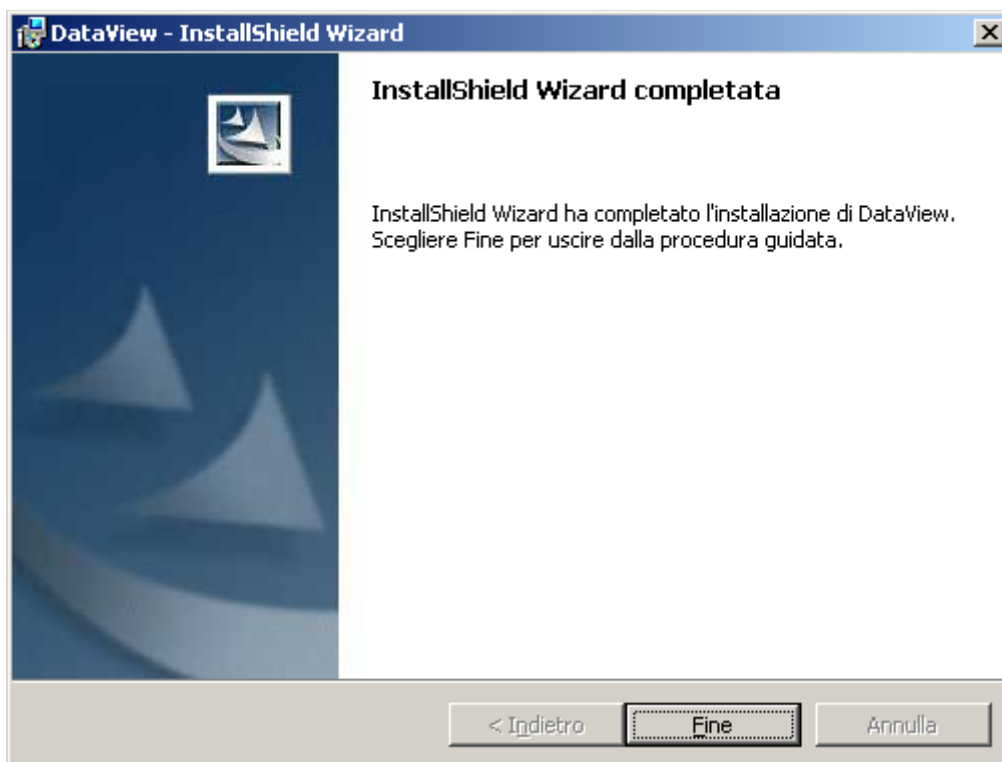 DataView - InstallShield Wizard
InstallShield Wizard completata
InstallShield Wizard ha completato l'installazione di DataView.
Scegliere Fine per uscire dalla procedura guidata.
< Indietro
Fine
Annulla